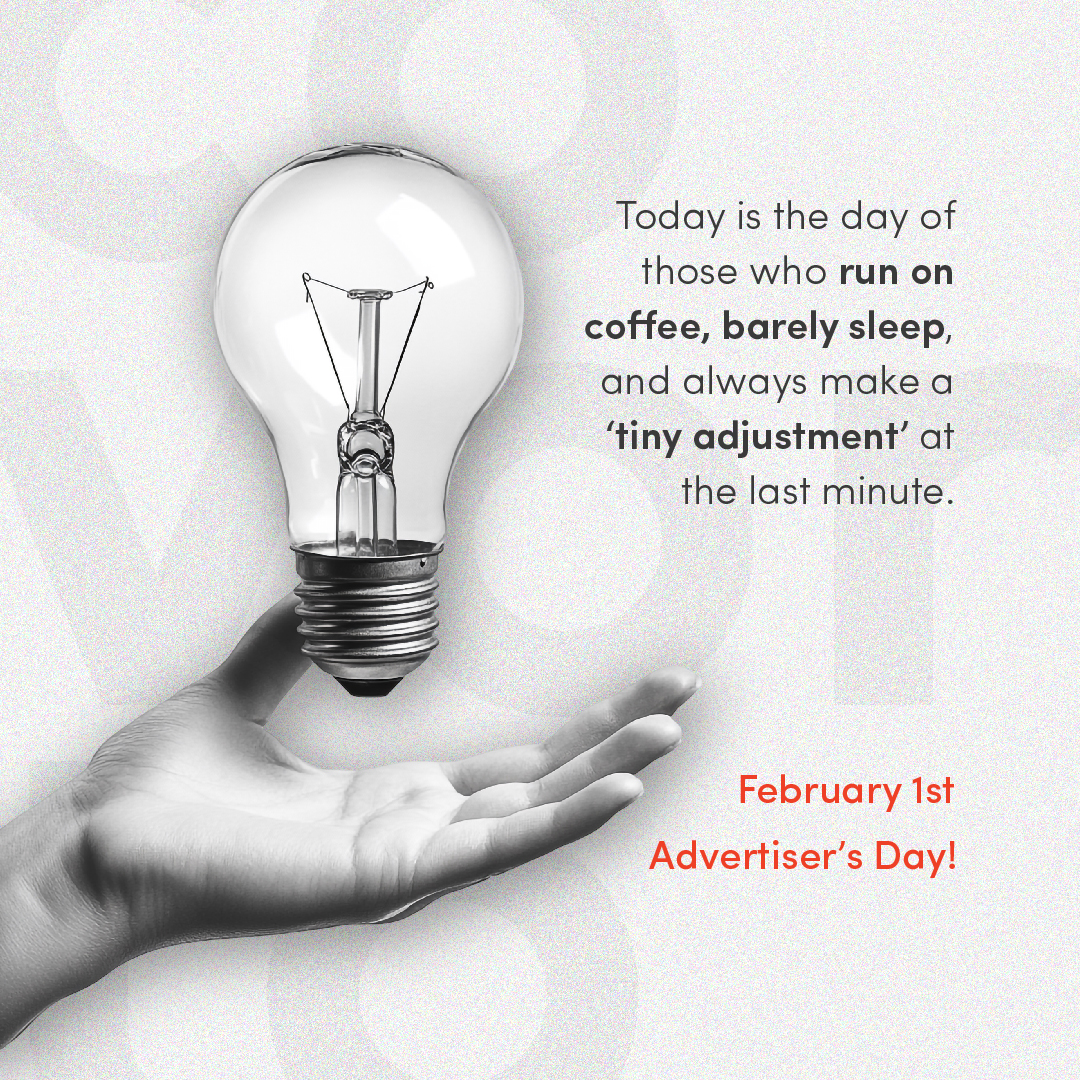 Today is the day of
those who run on
coffee, barely sleep,
and always make a
‘tiny adjustment’ at
the last minute.
February 1st
Advertiser’s Day!